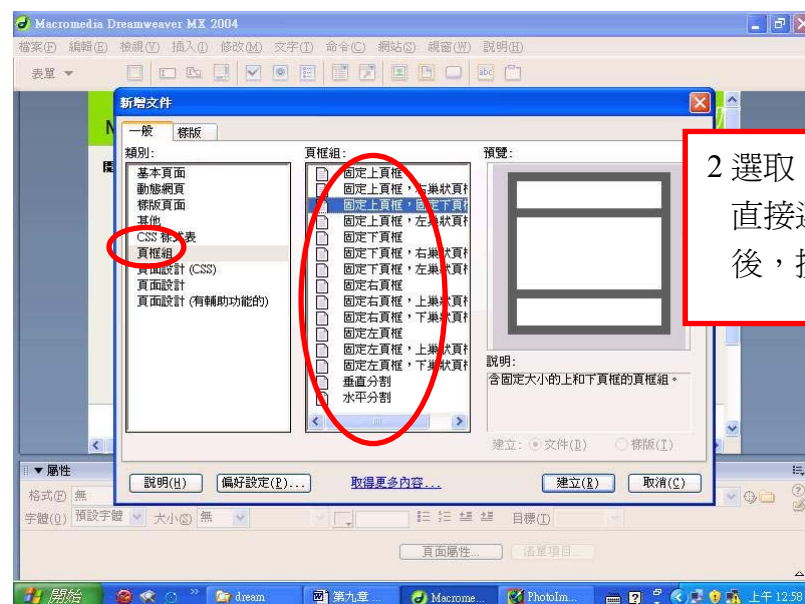 Macromedia Dreamweaver MX 2004
檔案(F) 編輯(E) 檢視(V) 插入(I) 修改(M) 文字(T) 命令(C) 網站(S) 視窗(W) 說明(H)
表單
新增文件
一般 樣版
類別:
基本頁面
動態網頁
樣版頁面
其他
CSS 樣式表
頁框組
頁面設計 (CSS)
頁面設計
頁面設計 (有輔助功能的)
頁框組:
固定上頁框
固定上頁框，右巢狀頁
固定上頁框，固定下頁
固定上頁框，左巢狀頁
固定下頁框
固定下頁框，右巢狀頁
固定下頁框，左巢狀頁
固定右頁框
固定右頁框，上巢狀頁
固定右頁框，下巢狀頁
固定左頁框
固定左頁框，上巢狀頁
固定左頁框，下巢狀頁
垂直分割
水平分割
預覽:
說明:
含固定大小的上和下頁框的頁框組。
建立: 文件(D) 樣版(T)
說明(H) 偏好設定(P)... 取得更多內容... 建立(R) 取消(C)
2 選取
直接
後，
▼ 屬性
格式(F) 無
字體(O) 預設字體 大小(S) 無 目標(T)
頁面屬性... 清單項目...
開始 dream 第九章 ... Macrome... PhotoIm... 上午 12:58